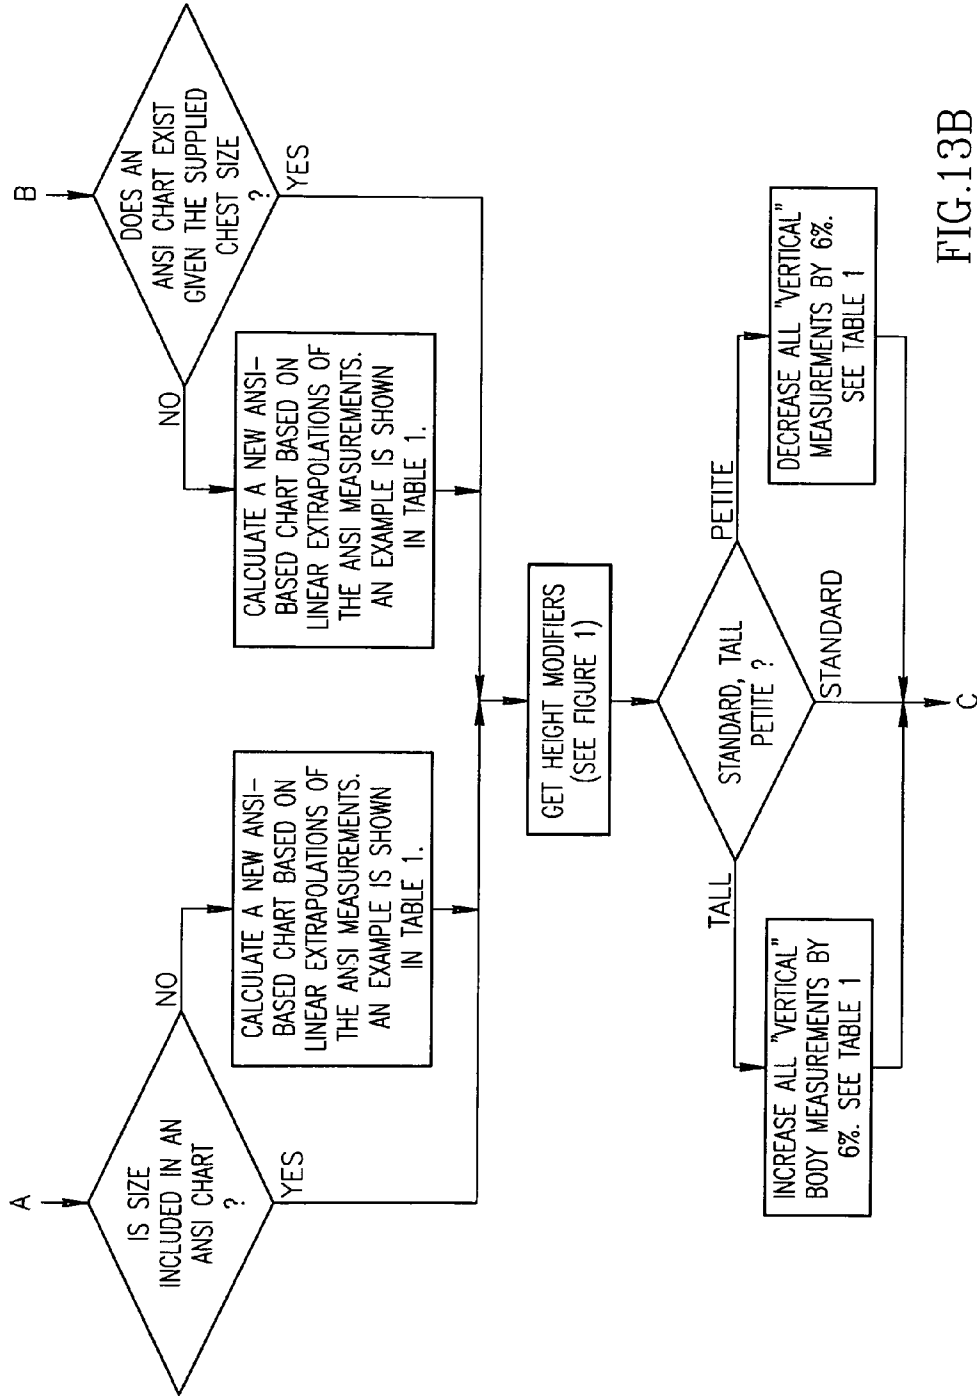 A
IS SIZE
INCLUDED IN AN
ANSI CHART
?
NO
YES
CALCULATE A NEW ANSI-
BASED CHART BASED ON
LINEAR EXTRAPOLATIONS OF
THE ANSI MEASUREMENTS.
AN EXAMPLE IS SHOWN
IN TABLE 1.
B
DOES AN
ANSI CHART EXIST
GIVEN THE SUPPLIED
CHEST SIZE
?
NO
YES
CALCULATE A NEW ANSI-
BASED CHART BASED ON
LINEAR EXTRAPOLATIONS OF
THE ANSI MEASUREMENTS.
AN EXAMPLE IS SHOWN
IN TABLE 1.
GET HEIGHT MODIFIERS
(SEE FIGURE 1)
STANDARD, TALL
PETITE ?
TALL
PETITE
STANDARD
INCREASE ALL "VERTICAL"
BODY MEASUREMENTS BY
6%. SEE TABLE 1
DECREASE ALL "VERTICAL"
MEASUREMENTS BY 6%.
SEE TABLE 1
C
FIG.13B